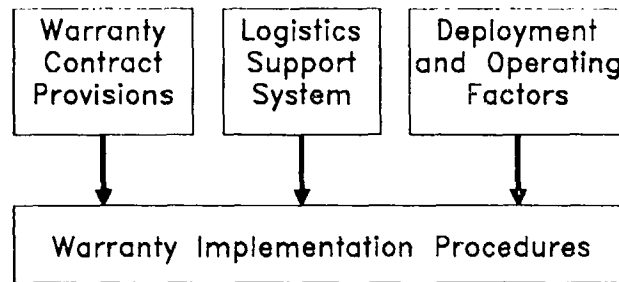 Warranty
Contract
Provisions
Logistics
Support
System
Deployment
and Operating
Factors
Warranty Implementation Procedures